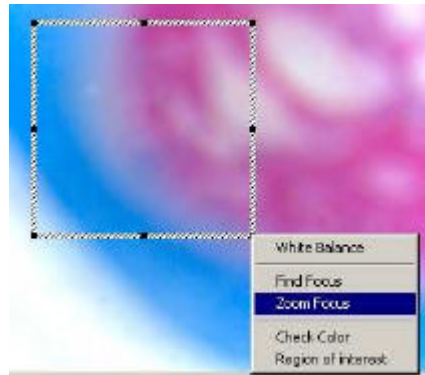 White Balance
Find Focus
Zoom Focus
Check Color
Region of interest